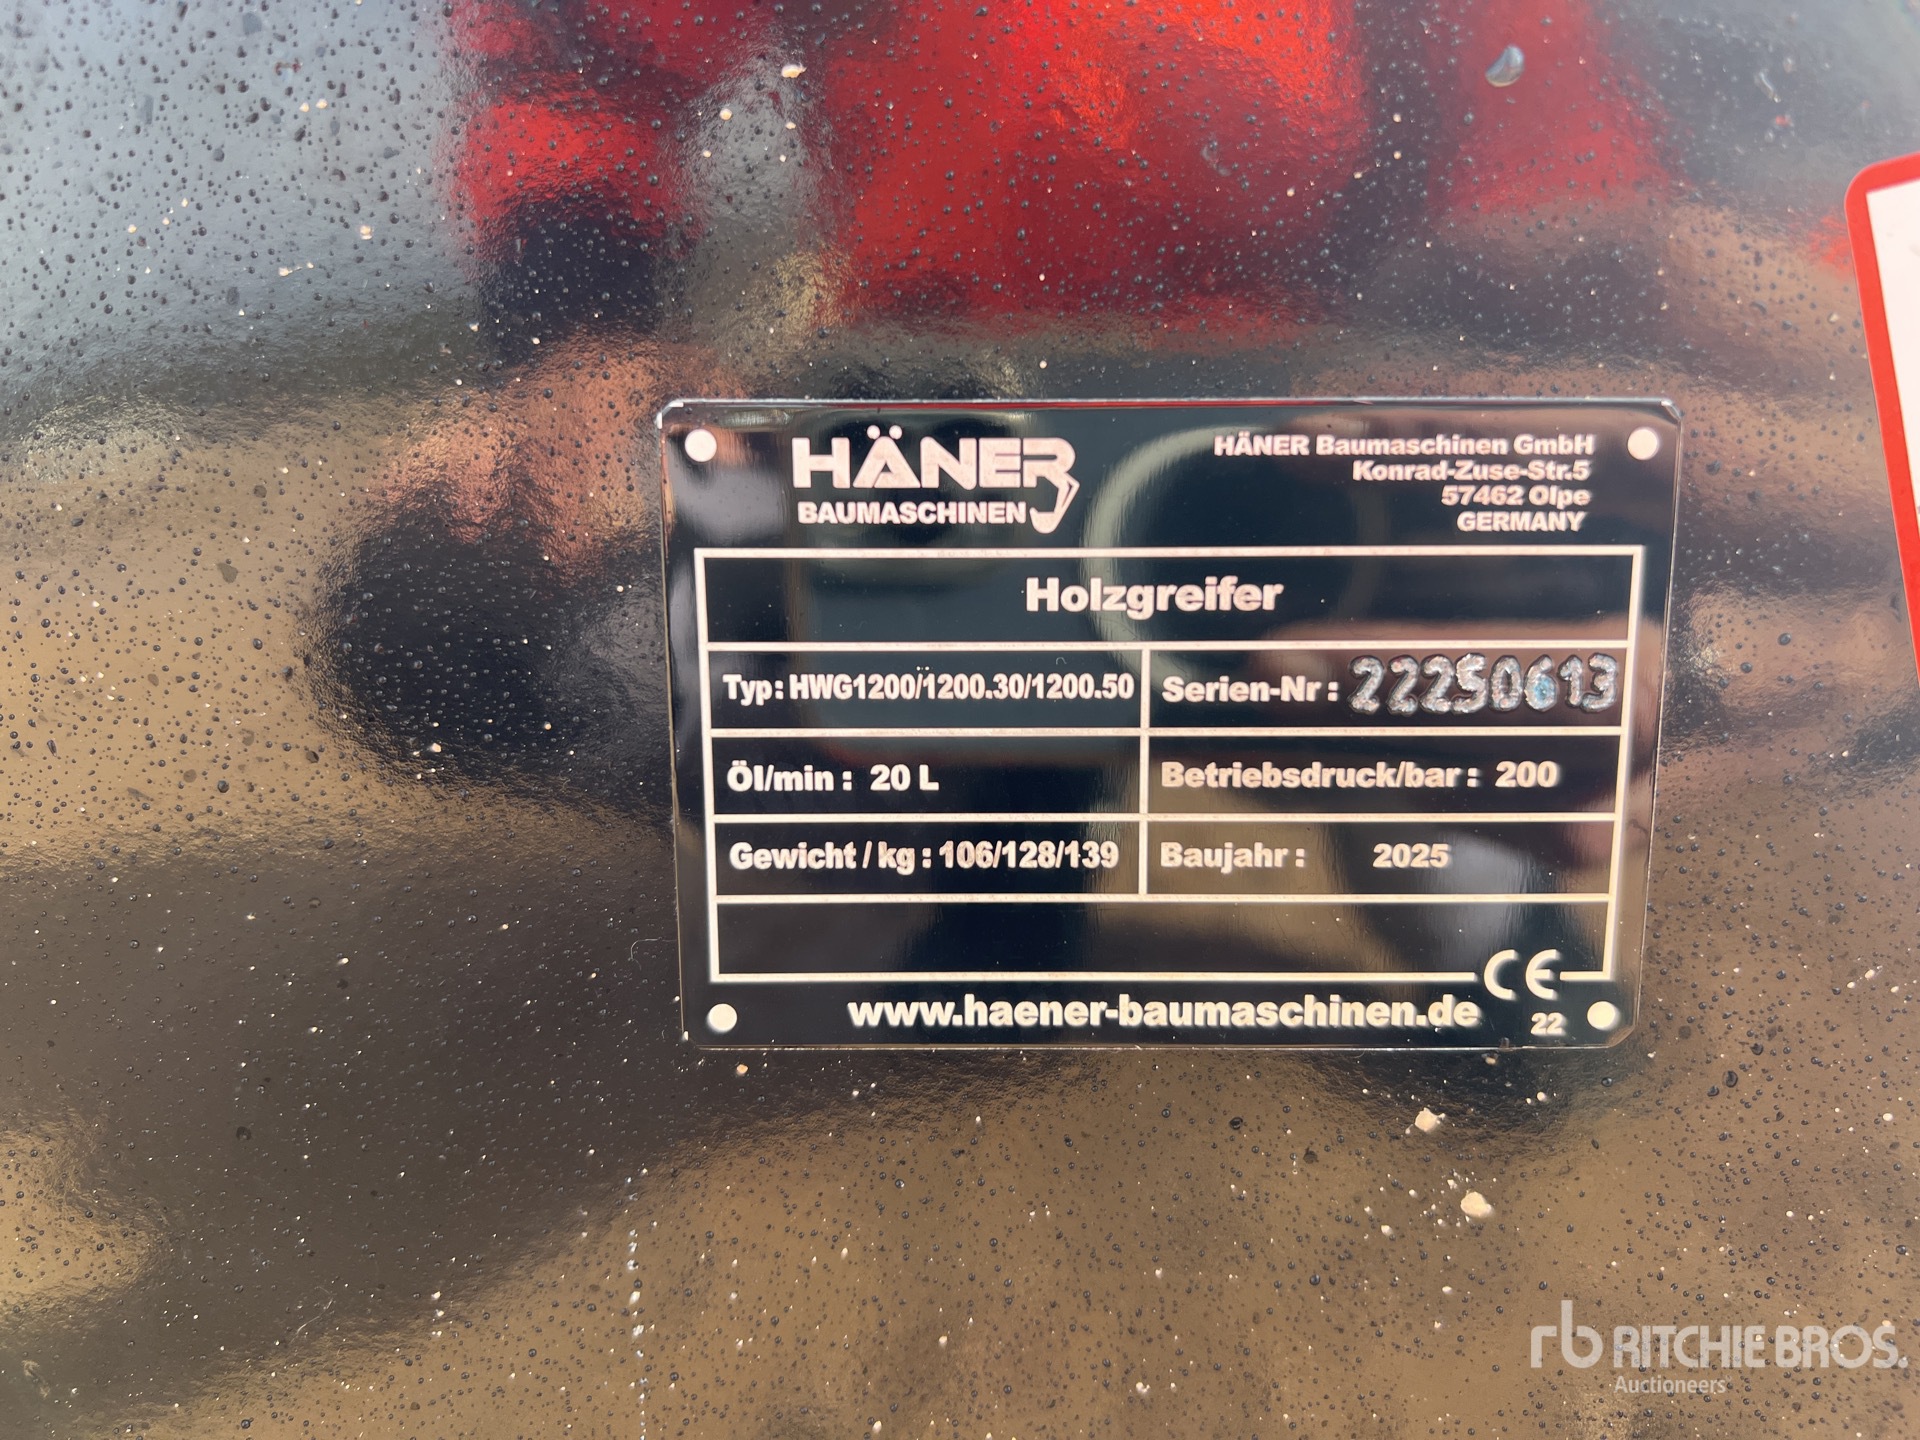 HÄNER
BAUMASCHINEN
HÄNER Baumaschinen GmbH
Konrad-Zuse-Str.5
57462 Olpe
GERMANY
Holzgreifer
Typ: HWG1200/1200.30/1200.50
Serien-Nr: 22250613
Öl/min: 20 L
Betriebsdruck/bar: 200
Gewicht / kg: 106/128/139
Baujahr: 2025
CE
www.haener-baumaschinen.de
22
rb RITCHIE BROS.
Auctioneers